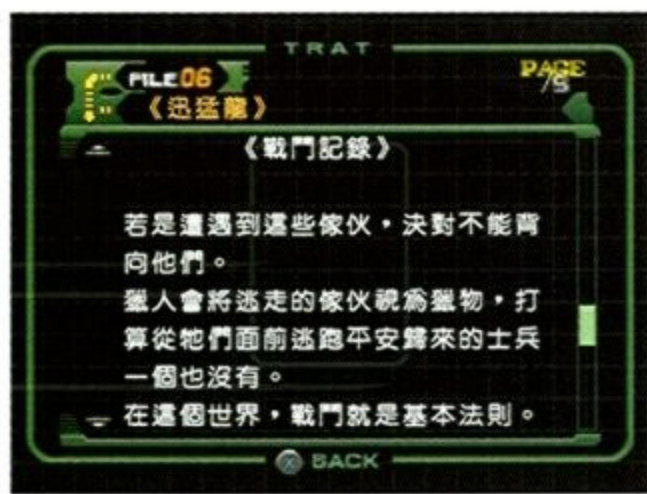 TRAT
FILE06
PAGE
/5
《迅猛龍》
《戰鬥記錄》
若是遭遇到這些傢伙，決對不能背
向他們。
獵人會將逃走的傢伙視為獵物，打
算從牠們面前逃跑平安歸來的士兵
一個也沒有。
在這個世界，戰鬥就是基本法則。
BACK